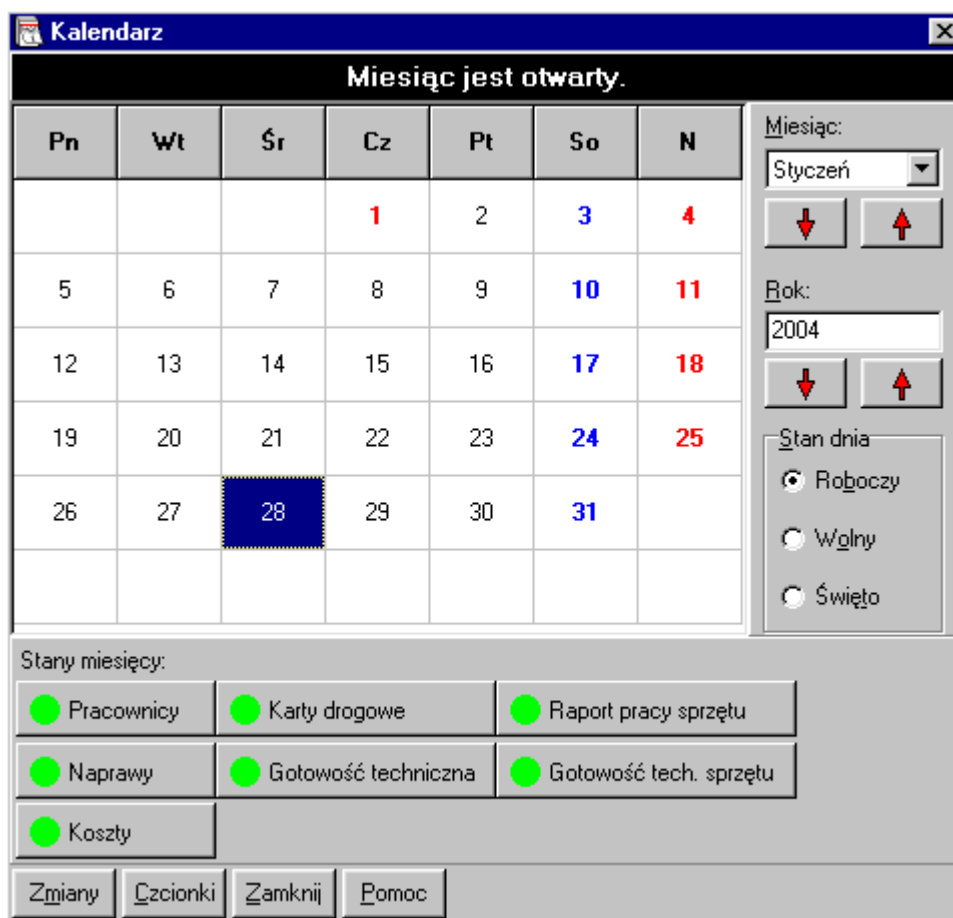 Kalendarz
Miesiąc jest otwarty.
Pn Wt Śr Cz Pt So N
1 2 3 4
5 6 7 8 9 10 11
12 13 14 15 16 17 18
19 20 21 22 23 24 25
26 27 28 29 30 31
Miesiąc:
Styczeń
Rok:
2004
Stan dnia
Roboczy
Wolny
Święto
Stany miesięcy:
Pracownicy Karty drogowe Raport pracy sprzętu
Naprawy Gotowość techniczna Gotowość tech. sprzętu
Koszty
Zmiany Czcionki Zamknij Pomoc